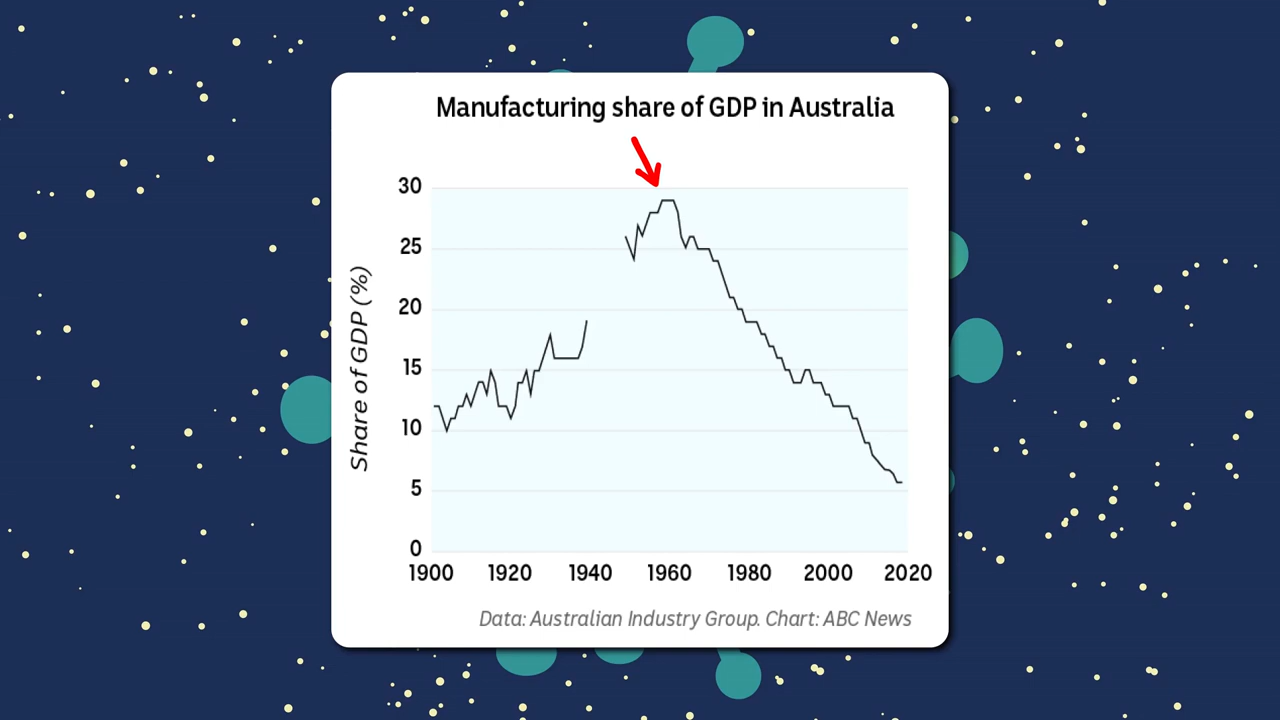 Manufacturing share of GDP in Australia
30
25
20
15
10
5
0
Share of GDP (%)
1900 1920 1940 1960 1980 2000 2020
Data: Australian Industry Group. Chart: ABC News